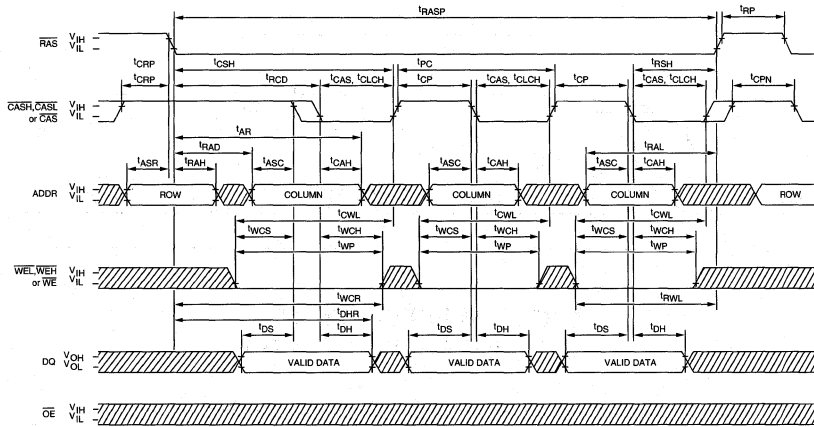 tRASP
tRP
RAS VIH
VIL
tCRP tCSH tPC tRSH
tCRP tRCD tCAS, tCLCH tCP tCAS, tCLCH tCP tCAS, tCLCH tCPN
CASH,CASL VIH
or CAS VIL
tAR
tRAD tRAL
tASR tRAH tASC tCAH tASC tCAH tASC tCAH
ADDR VIH
VIL
ROW COLUMN COLUMN COLUMN ROW
tCWL tCWL tCWL
tWCS tWCH tWCS tWCH tWCS tWCH
tWP tWP tWP
WEL,WEH VIH
or WE VIL
tWCR tRWL
tDHR
tDS tDH tDS tDH tDS tDH
DQ VOH
VOL
VALID DATA VALID DATA VALID DATA
OE VIH
VIL